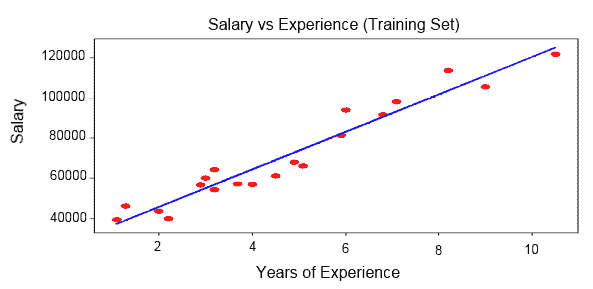 Salary vs Experience (Training Set)
120000
100000
80000
60000
40000
Salary
2 4 6 8 10
Years of Experience